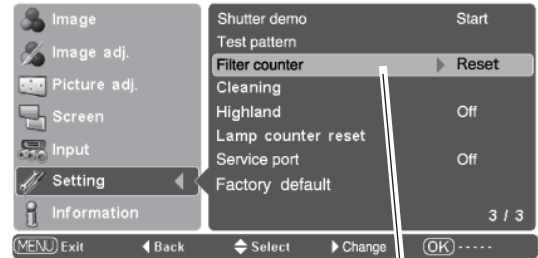 Image
Image adj.
Picture adj.
Screen
Input
Setting
Information
Shutter demo Start
Test pattern
Filter counter Reset
Cleaning
Highland Off
Lamp counter reset
Service port Off
Factory default
3 / 3
MENU Exit Back Select Change OK -----